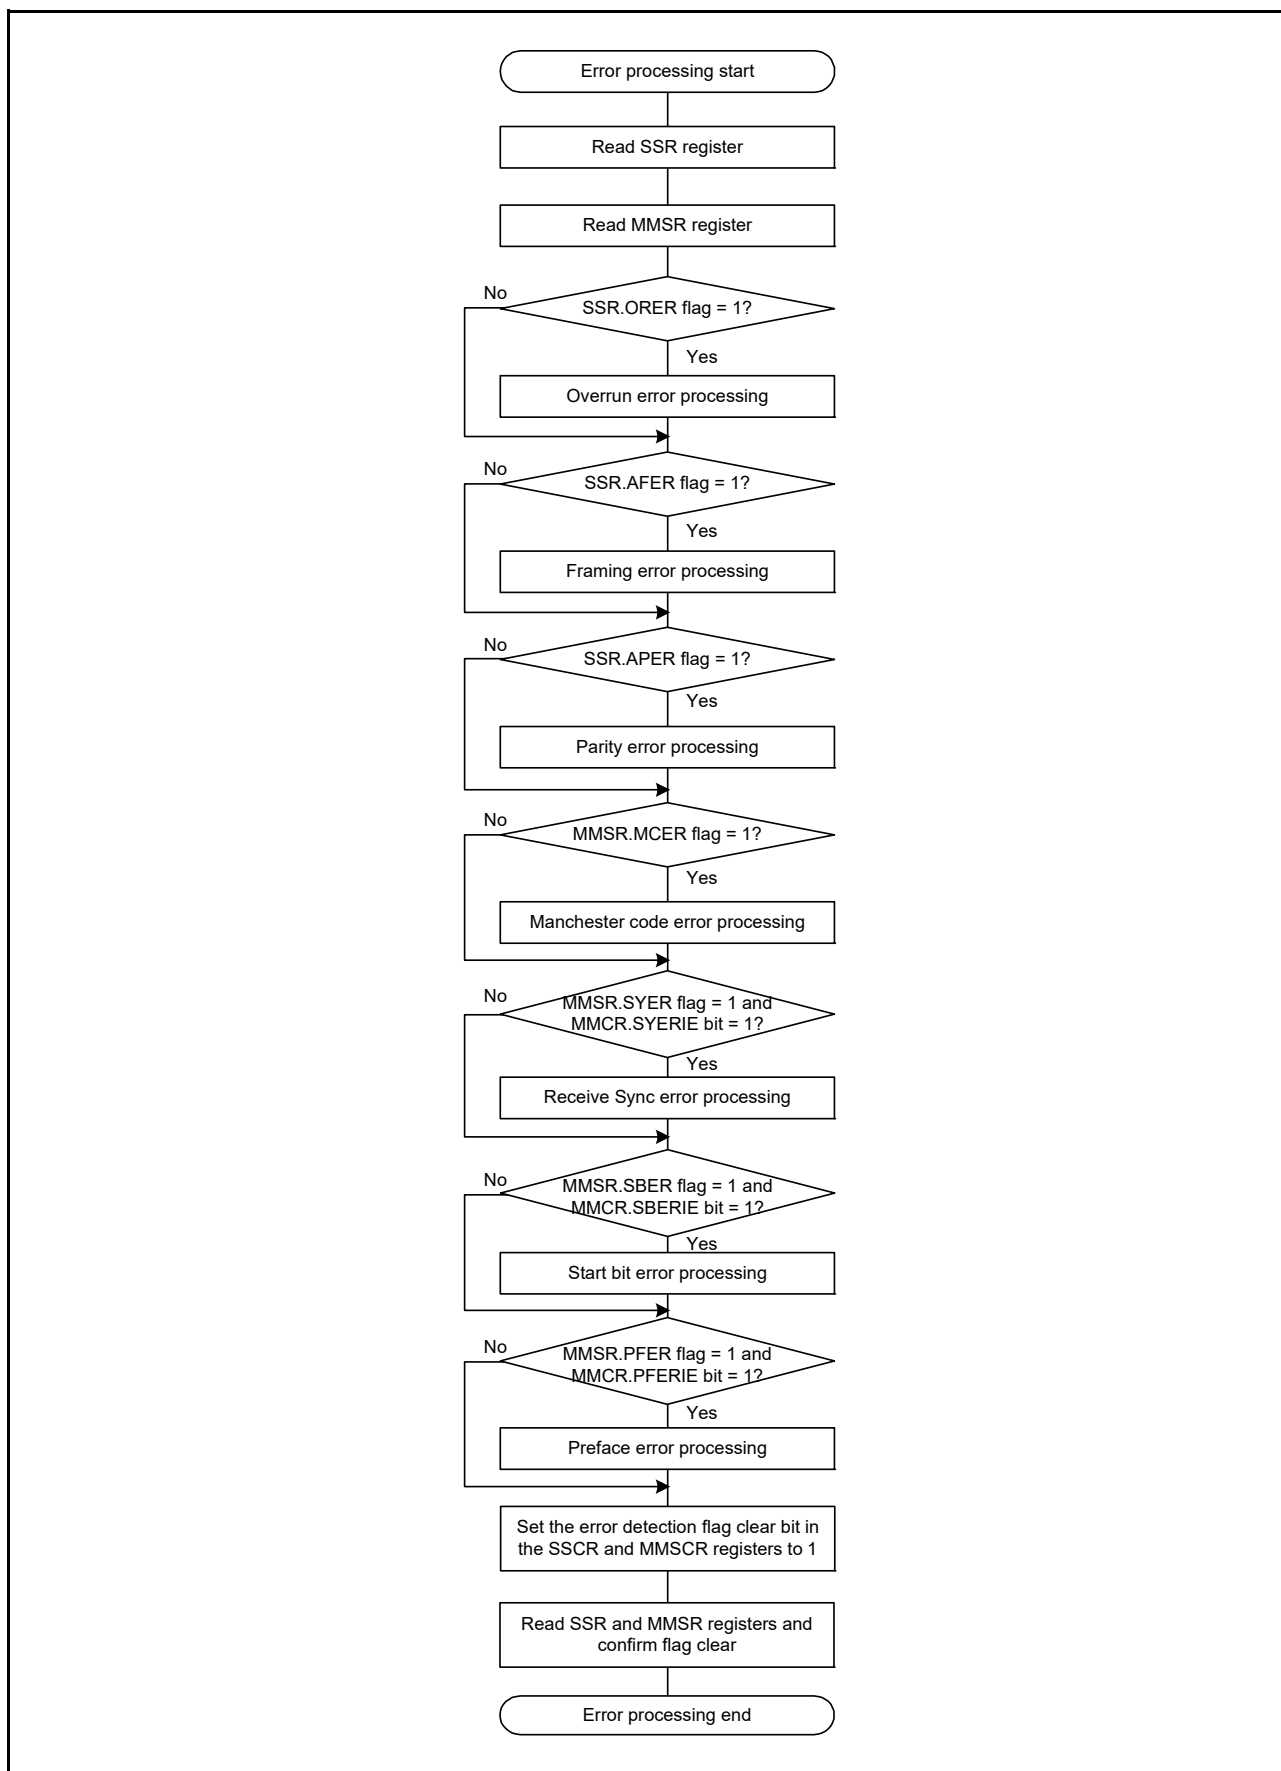 Error processing start
Read SSR register
Read MMSR register
No
SSR.ORER flag = 1?
Yes
Overrun error processing
No
SSR.AFER flag = 1?
Yes
Framing error processing
No
SSR.APER flag = 1?
Yes
Parity error processing
No
MMSR.MCER flag = 1?
Yes
Manchester code error processing
No
MMSR.SYER flag = 1 and
MMCR.SYERIE bit = 1?
Yes
Receive Sync error processing
No
MMSR.SBER flag = 1 and
MMCR.SBERIE bit = 1?
Yes
Start bit error processing
No
MMSR.PFER flag = 1 and
MMCR.PFERIE bit = 1?
Yes
Preface error processing
Set the error detection flag clear bit in
the SSCR and MMSCR registers to 1
Read SSR and MMSR registers and
confirm flag clear
Error processing end